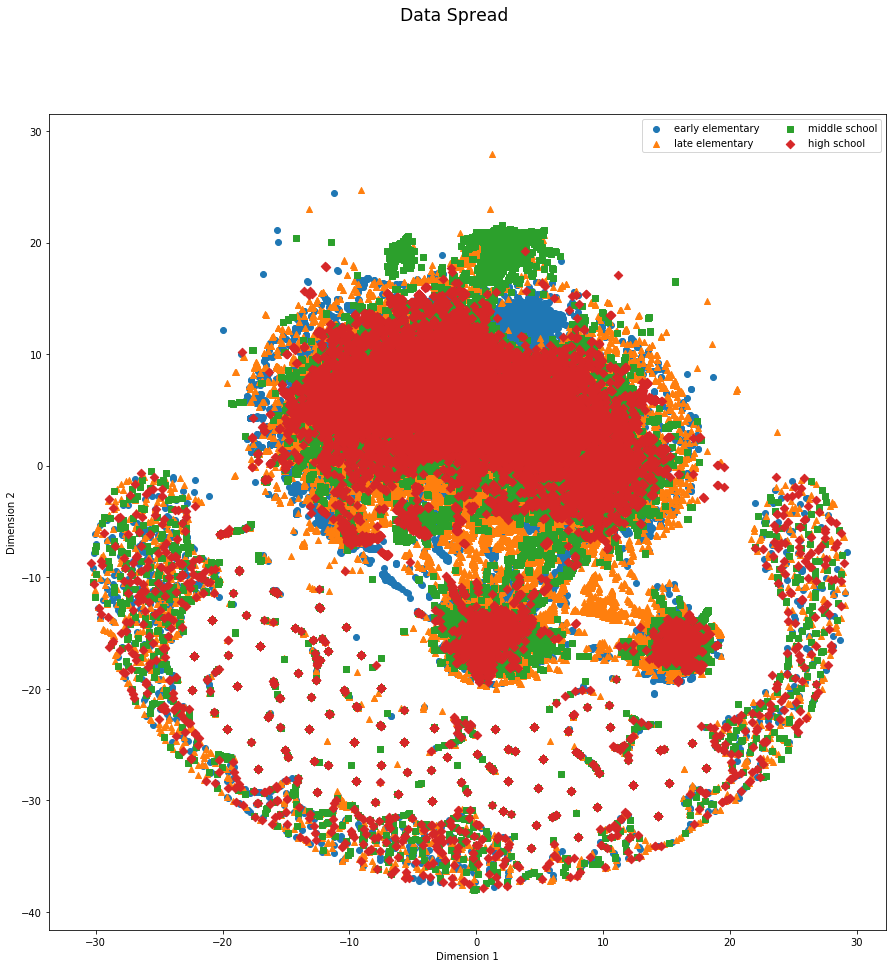 Data Spread
early elementary
late elementary
middle school
high school
30
20
10
0
−10
−20
−30
−40
Dimension 2
−30
−20
−10
0
10
20
30
Dimension 1